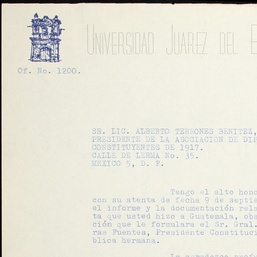 UNIVERSIDAD JUAREZ DEL E
Of. No. 1200.
SR. LIC. ALBERTO TERRONES BENITEZ,
PRESIDENTE DE LA ASOCIACION DE DIP
CONSTITUYENTES DE 1917.
CALLE DE LERMA No. 35.
MEXICO 5, D. F.
Tengo el alto hono
con su atenta de fecha 9 de septie
el informe y la documentación rela
ta que usted hizo a Guatemala, obs
ción que le formulara el Sr. Gral.
ras Fuentes, Presidente Constituci
blica hermana.